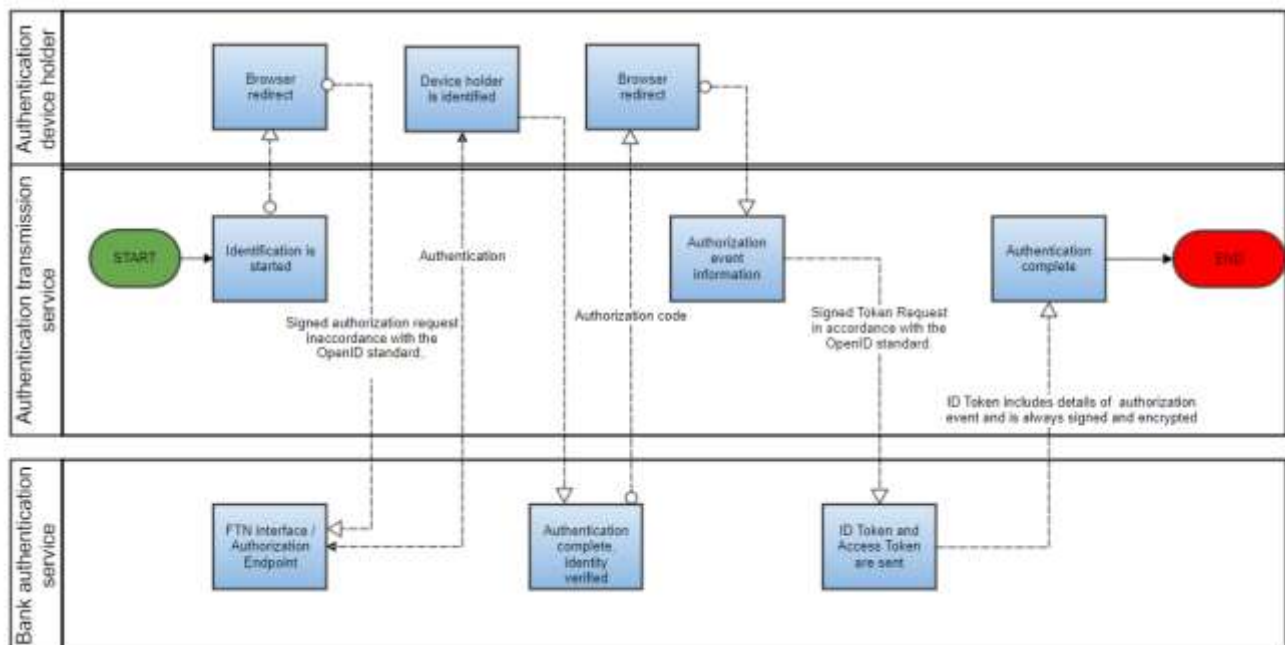 Authentication
device holder
Browser
redirect
Device holder
is identified
Browser
redirect
Authentication transmission
service
START
Identification is
started
Authentication
Authorization
event
information
Authentication
complete
END
Signed authorization request
inaccordance with the
OpenID standard.
Authorization code
Signed Token Request
in accordance with the
OpenID standard.
ID Token includes details of authorization
event and is always signed and encrypted
Bank authentication
service
FTN Interface /
Authorization
Endpoint
Authentication
complete.
Identity
verified
ID Token and
Access Token
are sent